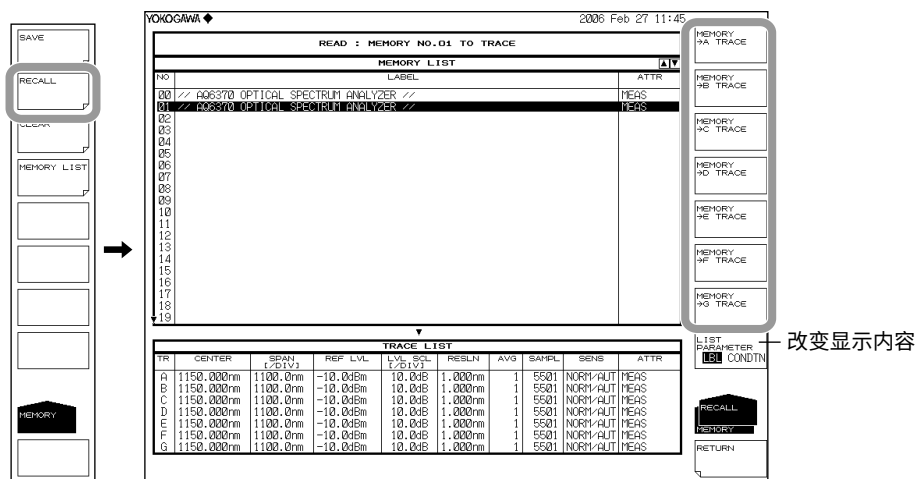 YOKOGAWA ◆
2006 Feb 27 11:45
SAVE
RECALL
CLEAR
MEMORY LIST
MEMORY
READ : MEMORY NO.01 TO TRACE
MEMORY LIST
NO LABEL ATTR
00 // AQ6370 OPTICAL SPECTRUM ANALYZER // MEAS
01 // AQ6370 OPTICAL SPECTRUM ANALYZER // MEAS
02
03
04
05
06
07
08
09
10
11
12
13
14
15
16
17
18
19
TRACE LIST
TR CENTER SPAN [/DIV] REF LVL LVL SCL [/DIV] RESLN AVG SAMPL SENS ATTR
A 1150.000nm 1100.0nm -10.0dBm 10.0dB 1.000nm 1 5501 NORM/AUT MEAS
B 1150.000nm 1100.0nm -10.0dBm 10.0dB 1.000nm 1 5501 NORM/AUT MEAS
C 1150.000nm 1100.0nm -10.0dBm 10.0dB 1.000nm 1 5501 NORM/AUT MEAS
D 1150.000nm 1100.0nm -10.0dBm 10.0dB 1.000nm 1 5501 NORM/AUT MEAS
E 1150.000nm 1100.0nm -10.0dBm 10.0dB 1.000nm 1 5501 NORM/AUT MEAS
F 1150.000nm 1100.0nm -10.0dBm 10.0dB 1.000nm 1 5501 NORM/AUT MEAS
G 1150.000nm 1100.0nm -10.0dBm 10.0dB 1.000nm 1 5501 NORM/AUT MEAS
MEMORY
→A TRACE
MEMORY
→B TRACE
MEMORY
→C TRACE
MEMORY
→D TRACE
MEMORY
→E TRACE
MEMORY
→F TRACE
MEMORY
→G TRACE
LIST
PARAMETER
LBL CONDTN
改变显示内容
RECALL
MEMORY
RETURN